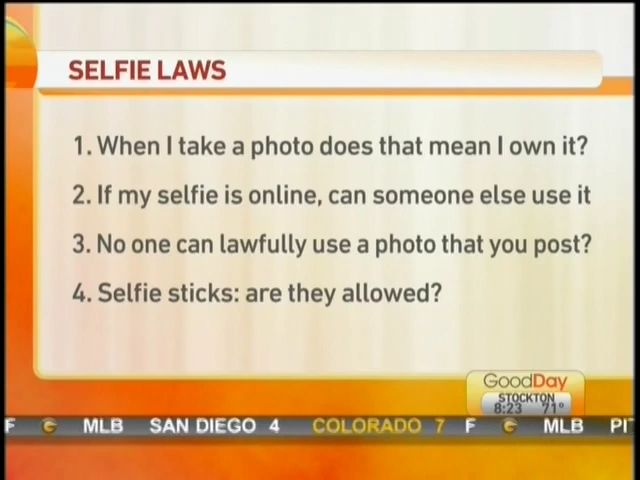 SELFIE LAWS
1. When I take a photo does that mean I own it?
2. If my selfie is online, can someone else use it
3. No one can lawfully use a photo that you post?
4. Selfie sticks: are they allowed?
GoodDay
STOCKTON
8:23 71°
F G MLB SAN DIEGO 4 COLORADO 7 F G MLB PI